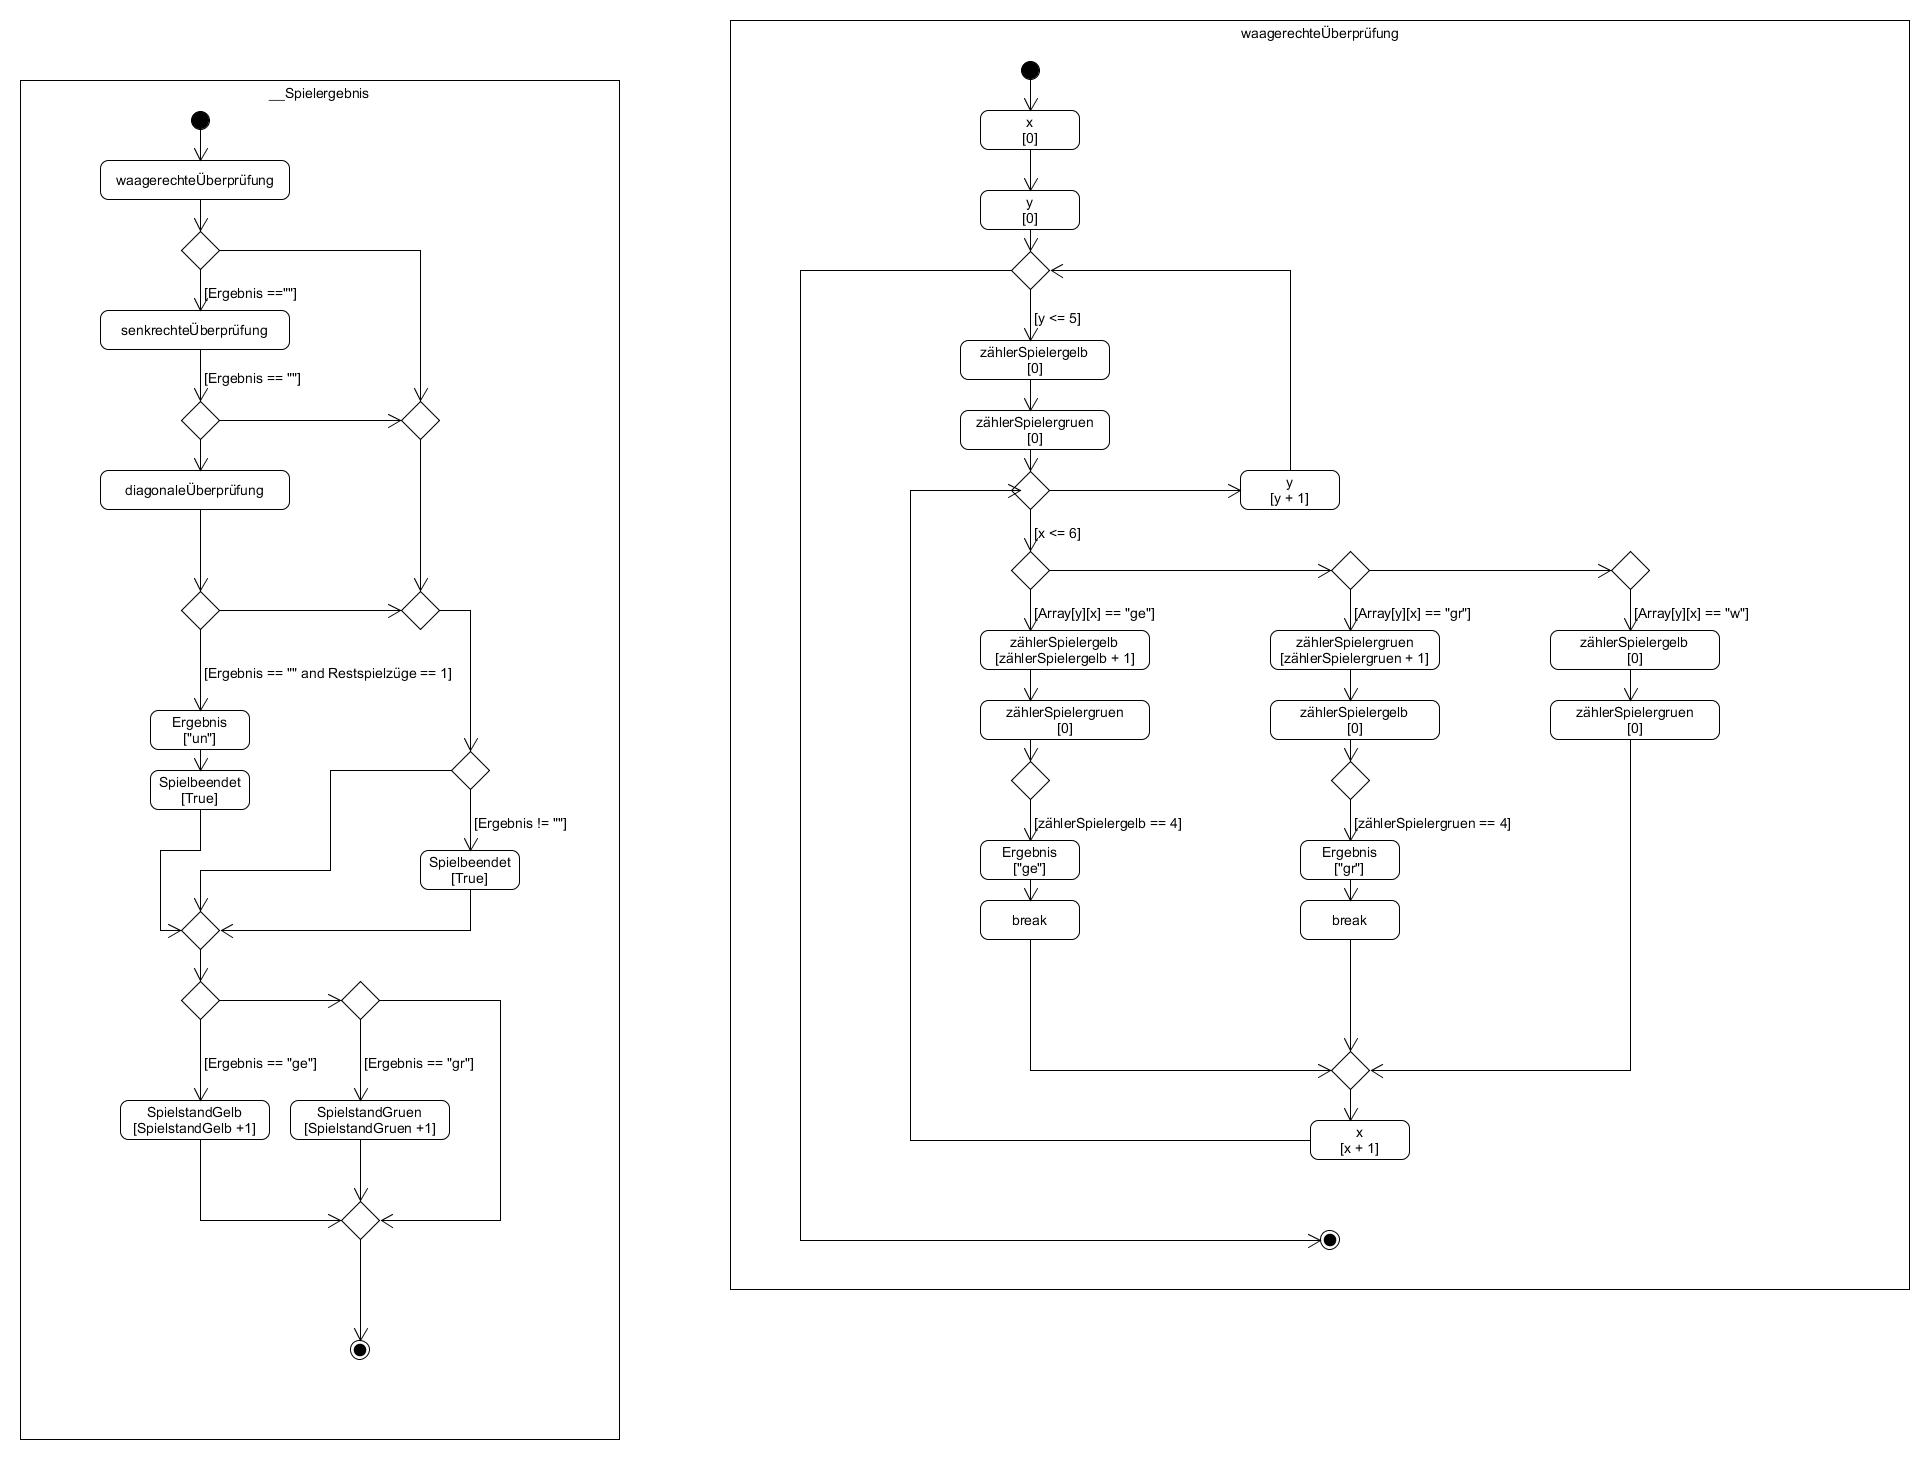 __Spielergebnis
waagerechteÜberprüfung
[Ergebnis ==""]
senkrechteÜberprüfung
[Ergebnis == ""]
diagonaleÜberprüfung
[Ergebnis == "" and Restspielzüge == 1]
Ergebnis
["un"]
Spielbeendet
[True]
[Ergebnis != ""]
Spielbeendet
[True]
[Ergebnis == "ge"]
[Ergebnis == "gr"]
SpielstandGelb
[SpielstandGelb +1]
SpielstandGruen
[SpielstandGruen +1]
waagerechteÜberprüfung
x
[0]
y
[0]
[y <= 5]
zählerSpielergelb
[0]
zählerSpielergruen
[0]
y
[y + 1]
[x <= 6]
[Array[y][x] == "ge"]
[Array[y][x] == "gr"]
[Array[y][x] == "w"]
zählerSpielergelb
[zählerSpielergelb + 1]
zählerSpielergruen
[zählerSpielergruen + 1]
zählerSpielergelb
[0]
zählerSpielergruen
[0]
zählerSpielergelb
[0]
zählerSpielergruen
[0]
[zählerSpielergelb == 4]
[zählerSpielergruen == 4]
Ergebnis
["ge"]
Ergebnis
["gr"]
break
break
x
[x + 1]